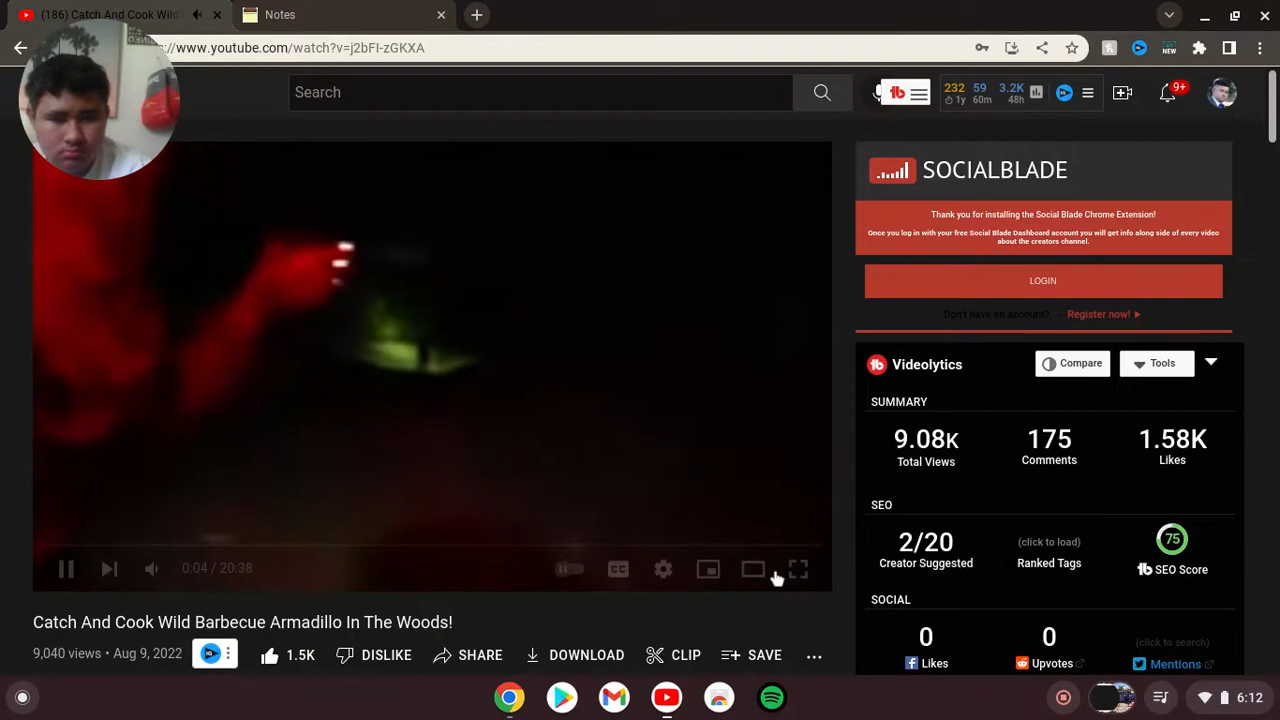 (186) Catch And Cook Wild
Notes
://www.youtube.com/watch?v=j2bFI-zGKXA
NEW
Search
232 59 3.2K
1y 60m 48h
9+
SOCIALBLADE
Thank you for installing the Social Blade Chrome Extension!
Once you log in with your free Social Blade Dashboard account you will get info along side of every video
about the creators channel.
LOGIN
Don't have an account? Register now!
Videolytics Compare Tools
SUMMARY
9.08K 175 1.58K
Total Views Comments Likes
SEO
2/20 (click to load) 75
Creator Suggested Ranked Tags SEO Score
SOCIAL
0 0 (click to search)
Likes Upvotes Mentions
0:04 / 20:38 CC
Catch And Cook Wild Barbecue Armadillo In The Woods!
9,040 views • Aug 9, 2022 1.5K DISLIKE SHARE DOWNLOAD CLIP SAVE ...
6:12